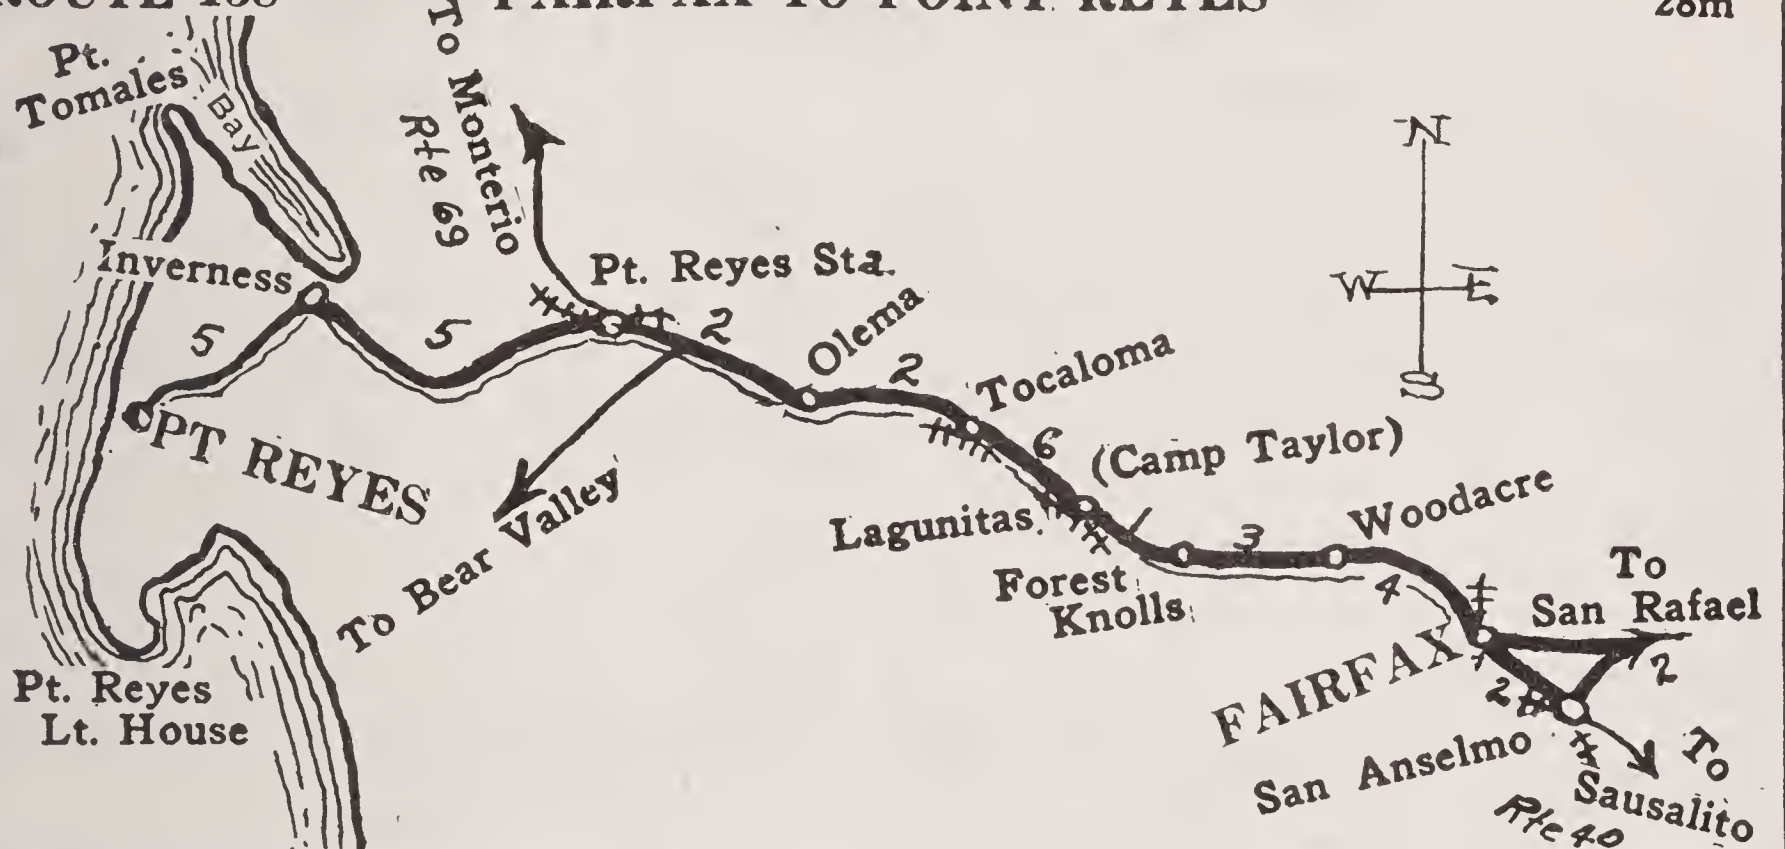 ROUTE
FAIRFAX TO POINT REYES
28m
Pt.
Tomales
Bay
To Monterio
Rte 69
N
W
E
S
Inverness
Pt. Reyes Sta.
5
5
2
Olema
2
Tocaloma
PT REYES
6
(Camp Taylor)
To Bear Valley
Lagunitas
1
3
Woodacre
Forest
Knolls
4
To
San Rafael
FAIRFAX
2
2
Pt. Reyes
Lt. House
San Anselmo
To
Sausalito
Rte 40